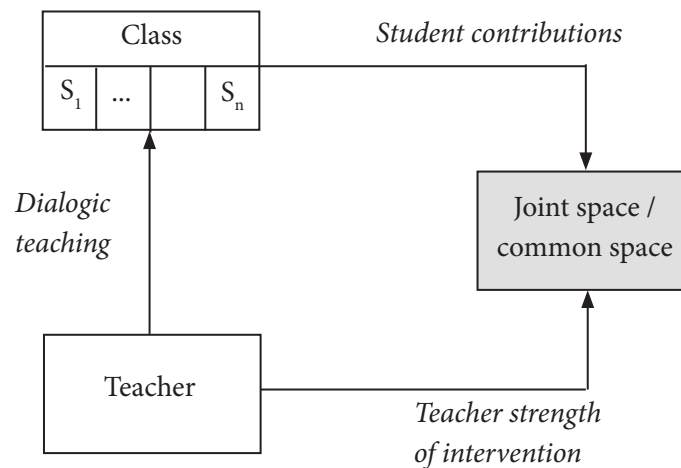 Class
Student contributions
S₁ ... Sₙ
Dialogic
teaching
Joint space /
common space
Teacher
Teacher strength
of intervention